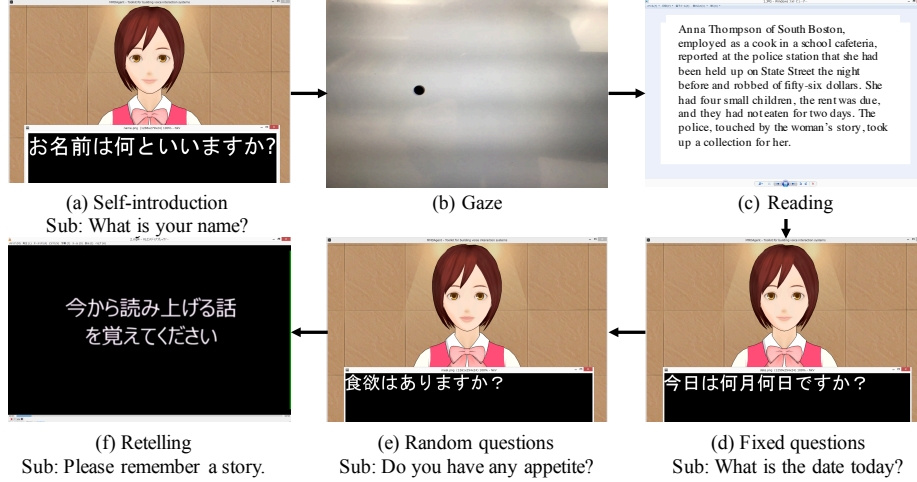 お名前は何といいますか?
(a) Self-introduction
Sub: What is your name?
(b) Gaze
Anna Thompson of South Boston,
employed as a cook in a school cafeteria,
reported at the police station that she had
been held up on State Street the night
before and robbed of fifty-six dollars. She
had four small children, the rent was due,
and they had not eaten for two days. The
police, touched by the woman's story, took
up a collection for her.
(c) Reading
今日は何月何日ですか？
(d) Fixed questions
Sub: What is the date today?
食欲はありますか？
(e) Random questions
Sub: Do you have any appetite?
今から読み上げる話
を覚えてください
(f) Retelling
Sub: Please remember a story.